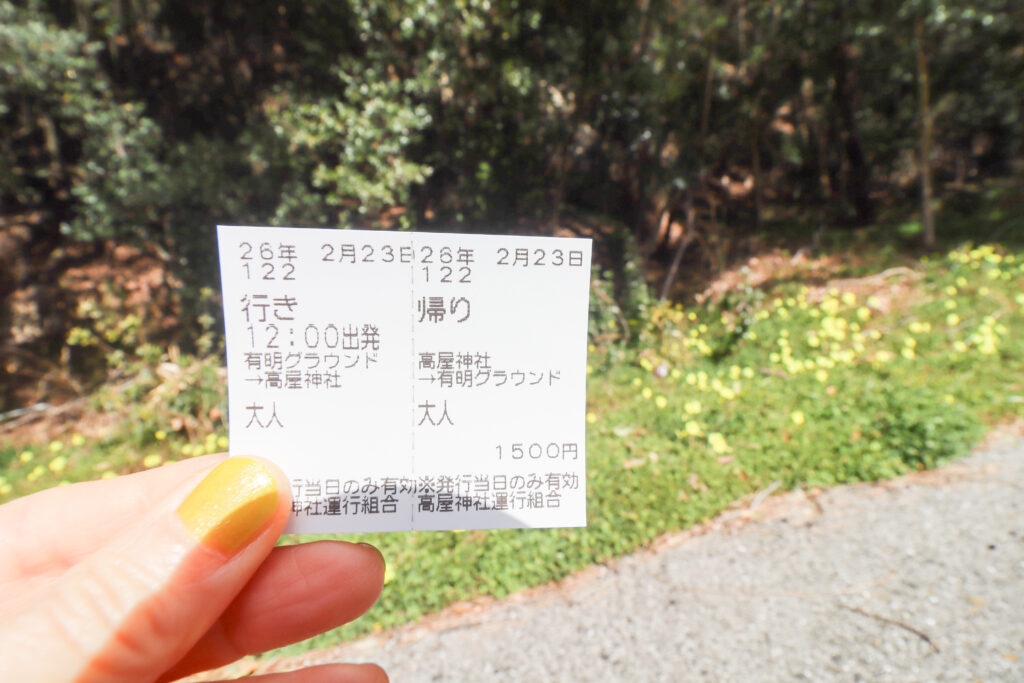 26年 2月23日
122
行き
12:00出発
有明グラウンド
→高屋神社
大人
行当日のみ有効
神社運行組合
26年 2月23日
122
帰り
高屋神社
→有明グラウンド
大人
1500円
※発行当日のみ有効
高屋神社運行組合